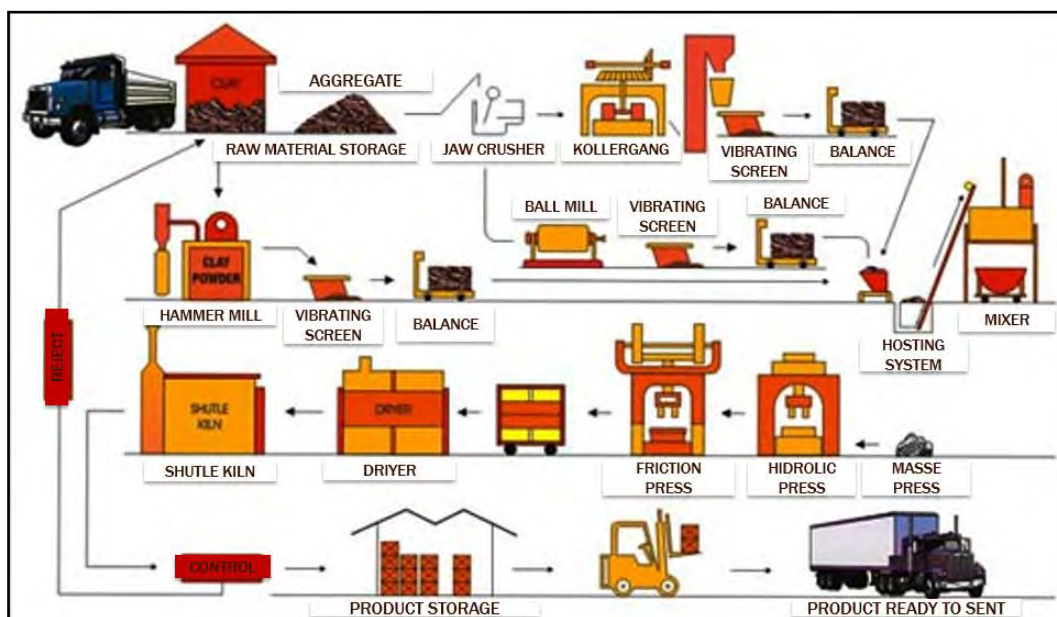 CLAY
AGGREGATE
RAW MATERIAL STORAGE
JAW CRUSHER
KOLLERGANG
VIBRATING
SCREEN
BALANCE
BALL MILL
VIBRATING
SCREEN
BALANCE
CLAY
POWDER
HAMMER MILL
VIBRATING
SCREEN
BALANCE
HOSTING
SYSTEM
MIXER
REJECT
SHUTLE
KILN
SHUTLE KILN
DRIYER
DRIYER
FRICTION
PRESS
HIDROLIC
PRESS
MASSE
PRESS
CONTROL
PRODUCT STORAGE
PRODUCT READY TO SENT